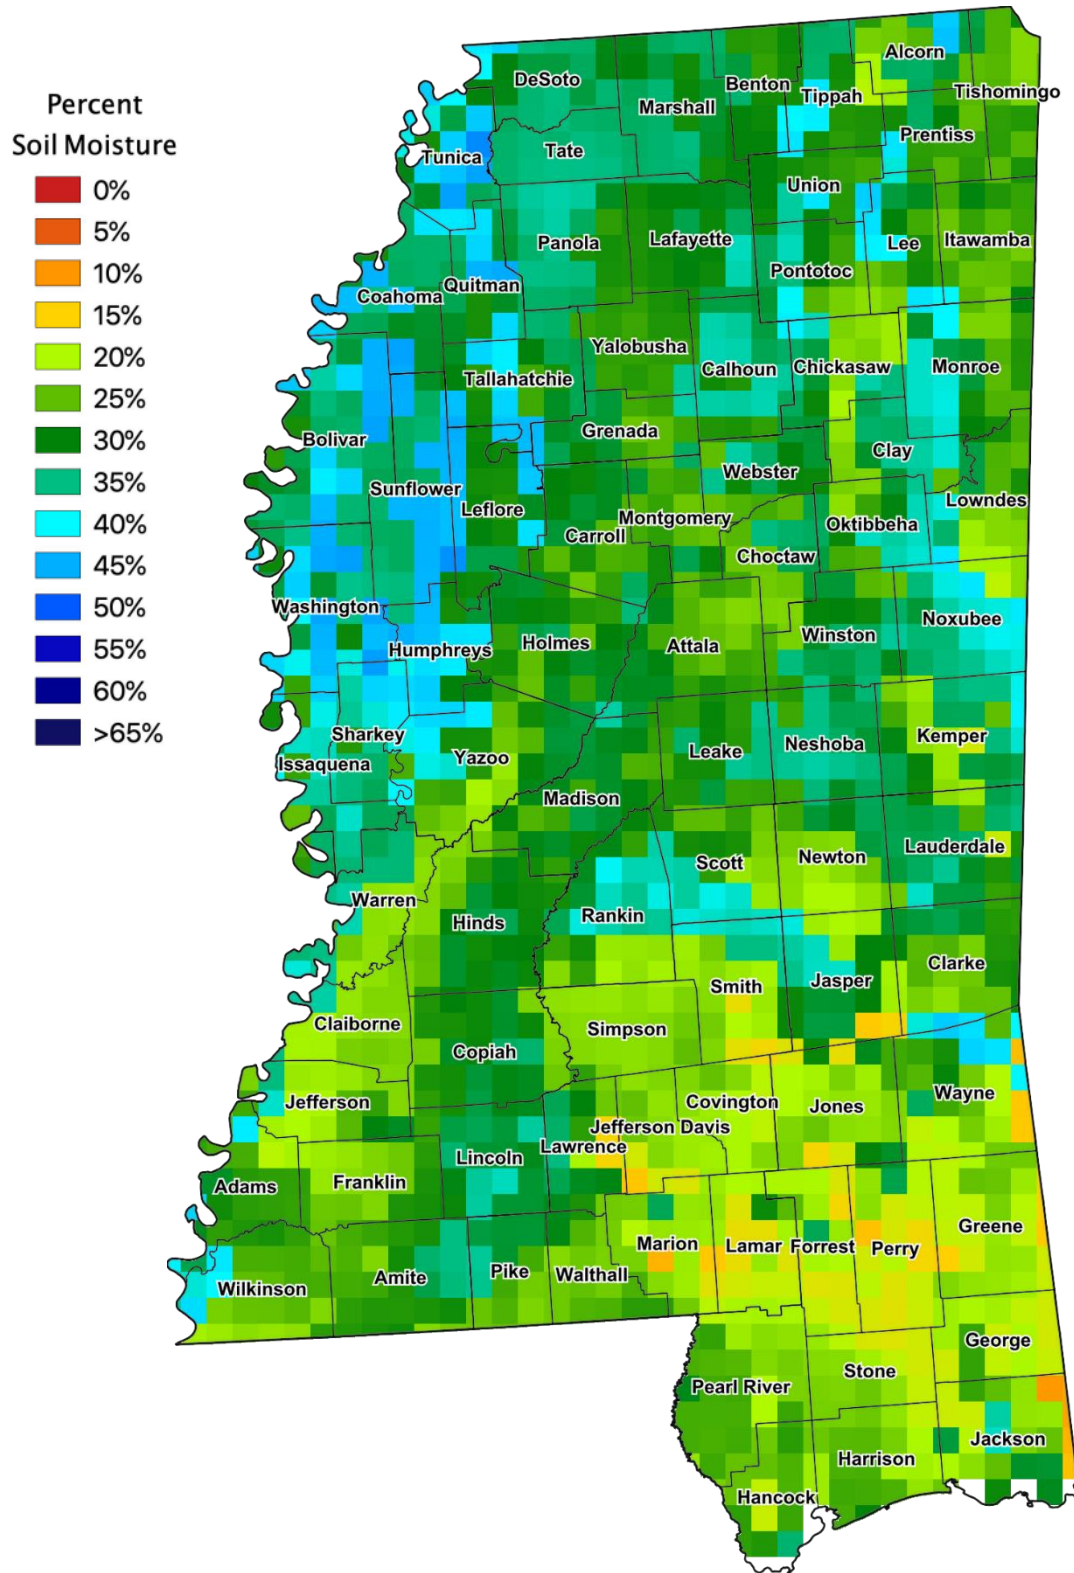 Percent
Soil Moisture
0%
5%
10%
15%
20%
25%
30%
35%
40%
45%
50%
55%
60%
>65%
Alcorn
DeSoto
Benton
Tippah
Tishomingo
Marshall
Prentiss
Tunica
Tate
Union
Panola
Lafayette
Lee
Itawamba
Pontotoc
Quitman
Coahoma
Yalobusha
Calhoun
Chickasaw
Monroe
Tallahatchie
Bolivar
Grenada
Clay
Webster
Sunflower
Leflore
Montgomery
Oktibbeha
Lowndes
Carroll
Choctaw
Washington
Noxubee
Winston
Humphreys
Holmes
Attala
Sharkey
Kemper
Neshoba
Leake
Yazoo
Issaquena
Madison
Lauderdale
Newton
Scott
Warren
Rankin
Hinds
Clarke
Jasper
Smith
Claiborne
Simpson
Copiah
Wayne
Jefferson
Covington
Jones
Jefferson Davis
Lawrence
Lincoln
Franklin
Adams
Greene
Marion
Lamar
Forrest
Perry
Pike
Walthall
Amite
Wilkinson
George
Stone
Pearl River
Jackson
Harrison
Hancock